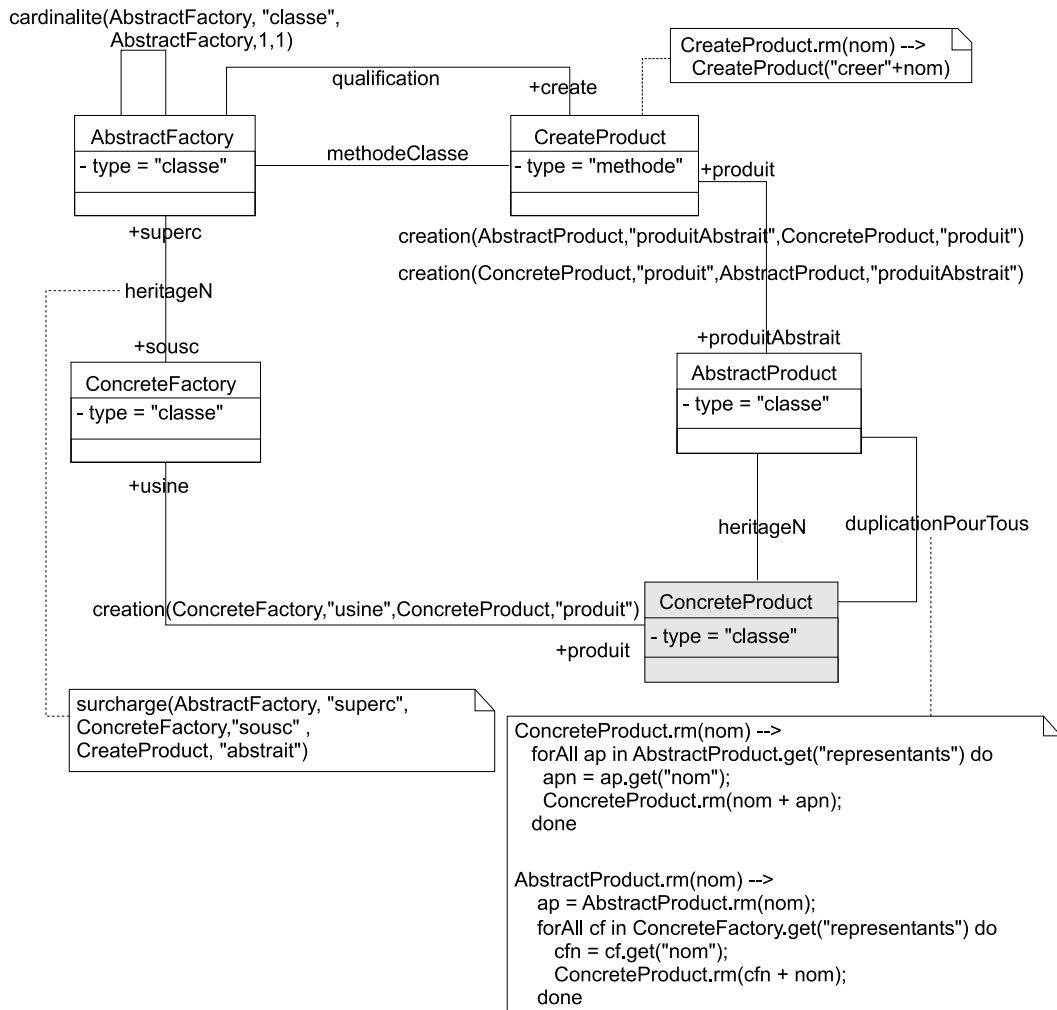 cardinalite(AbstractFactory, "classe",
AbstractFactory,1,1)
CreateProduct.rm(nom) -->
CreateProduct("creer"+nom)
qualification
+create
AbstractFactory
- type = "classe"
methodeClasse
CreateProduct
- type = "methode"
+produit
+superc
creation(AbstractProduct,"produitAbstrait",ConcreteProduct,"produit")
creation(ConcreteProduct,"produit",AbstractProduct,"produitAbstrait")
heritageN
+sousc
+produitAbstrait
ConcreteFactory
- type = "classe"
AbstractProduct
- type = "classe"
+usine
heritageN
duplicationPourTous
creation(ConcreteFactory,"usine",ConcreteProduct,"produit")
ConcreteProduct
- type = "classe"
+produit
surcharge(AbstractFactory, "superc",
ConcreteFactory,"sousc" ,
CreateProduct, "abstrait")
ConcreteProduct.rm(nom) -->
forAll ap in AbstractProduct.get("representants") do
apn = ap.get("nom");
ConcreteProduct.rm(nom + apn);
done
AbstractProduct.rm(nom) -->
ap = AbstractProduct.rm(nom);
forAll cf in ConcreteFactory.get("representants") do
cfn = cf.get("nom");
ConcreteProduct.rm(cfn + nom);
done